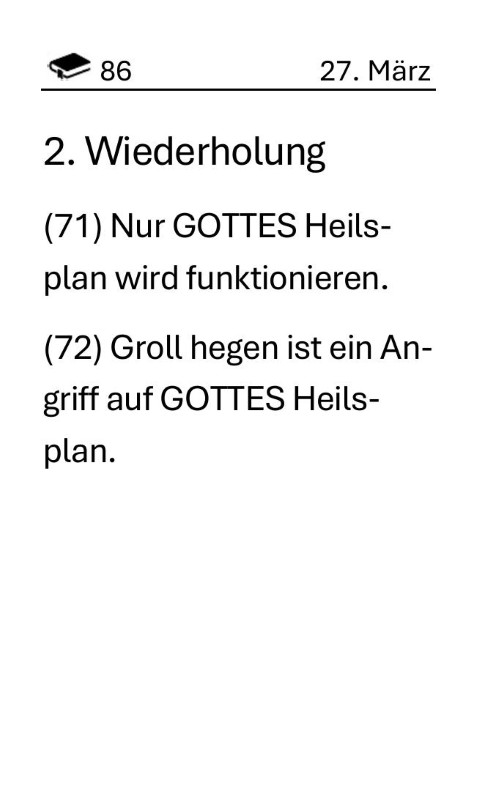 86 27. März
2. Wiederholung
(71) Nur GOTTES Heils-
plan wird funktionieren.
(72) Groll hegen ist ein An-
griff auf GOTTES Heils-
plan.